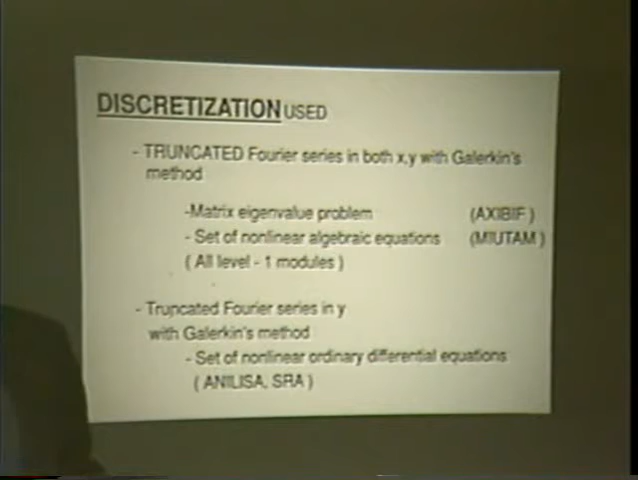 DISCRETIZATION USED
- TRUNCATED Fourier series in both x,y with Galerkin's
method
-Matrix eigenvalue problem (AXIBIF)
- Set of nonlinear algebraic equations (MIUTAM)
( All level - 1 modules )
- Truncated Fourier series in y
with Galerkin's method
- Set of nonlinear ordinary differential equations
( ANILISA, SRA )